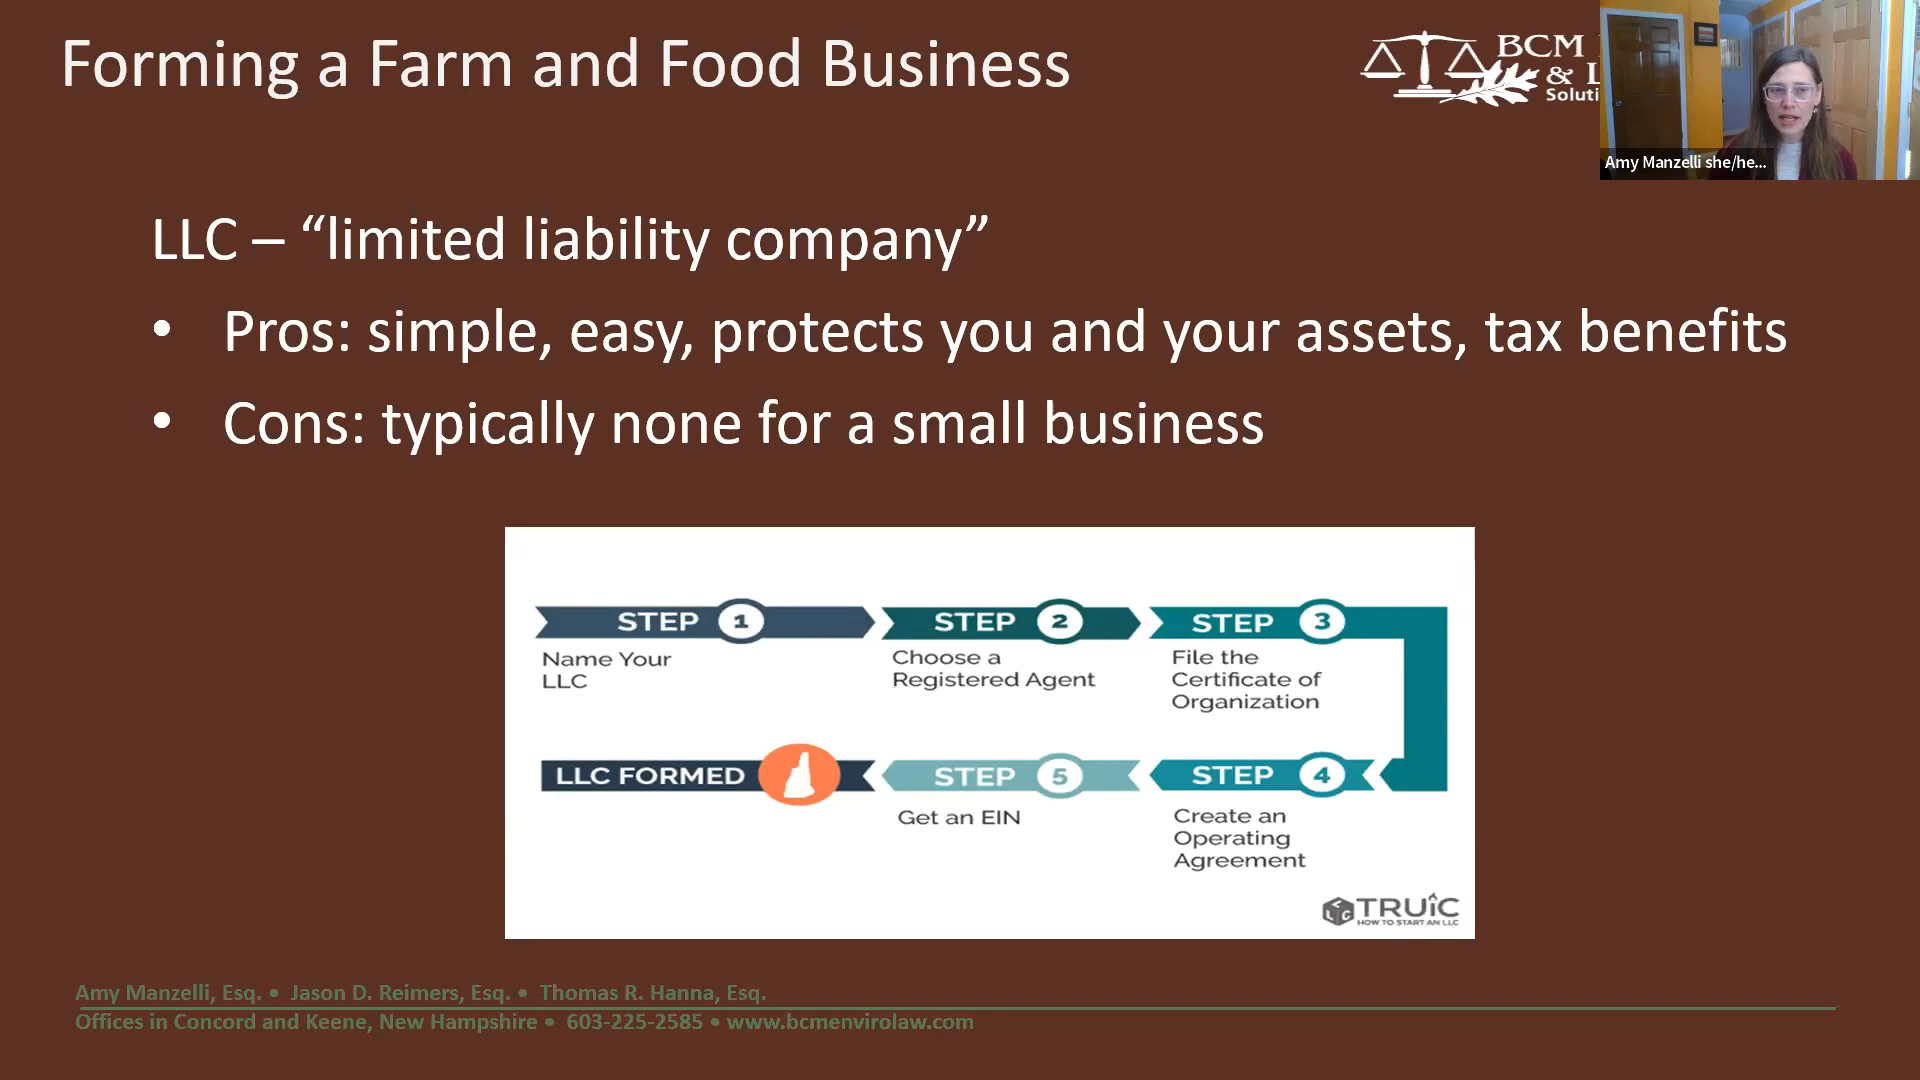 Forming a Farm and Food Business
BCM
& L
Soluti
Amy Manzelli she/he...
LLC – “limited liability company”
• Pros: simple, easy, protects you and your assets, tax benefits
• Cons: typically none for a small business
STEP 1
Name Your
LLC
STEP 2
Choose a
Registered Agent
STEP 3
File the
Certificate of
Organization
STEP 4
Create an
Operating
Agreement
STEP 5
Get an EIN
LLC FORMED
LLC
TRUiC
HOW TO START AN LLC
Amy Manzelli, Esq. • Jason D. Reimers, Esq. • Thomas R. Hanna, Esq.
Offices in Concord and Keene, New Hampshire • 603-225-2585 • www.bcmenvirolaw.com